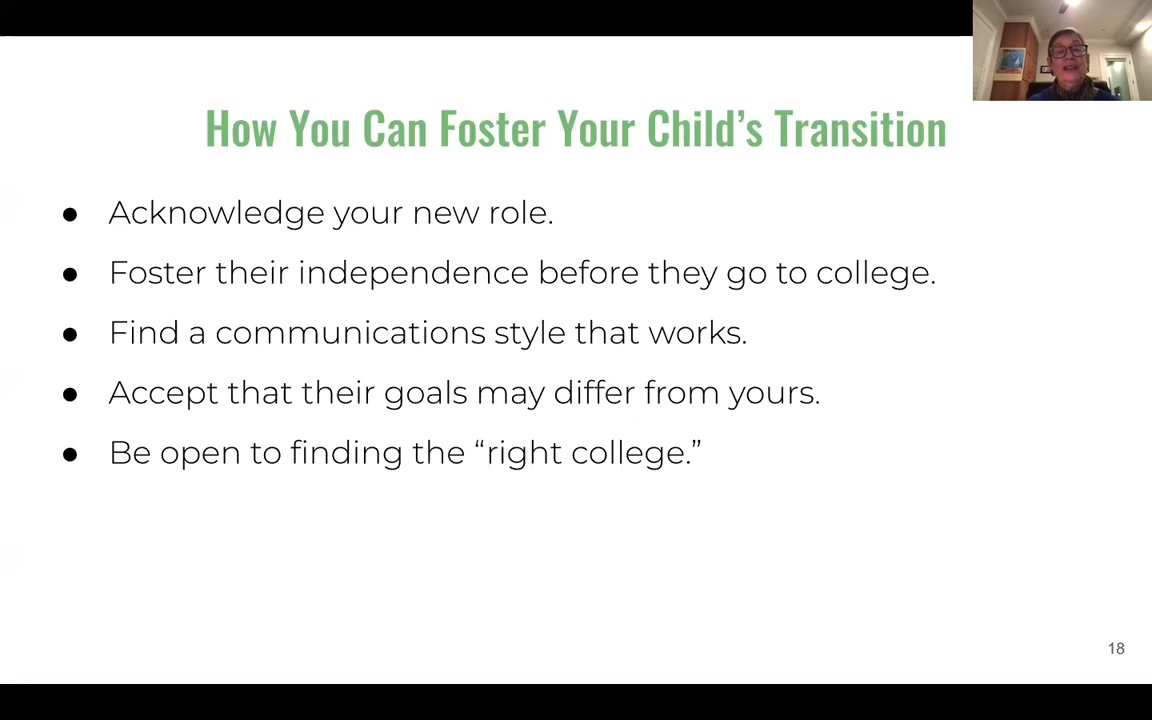 How You Can Foster Your Child’s Transition
● Acknowledge your new role.
● Foster their independence before they go to college.
● Find a communications style that works.
● Accept that their goals may differ from yours.
● Be open to finding the “right college.”
18